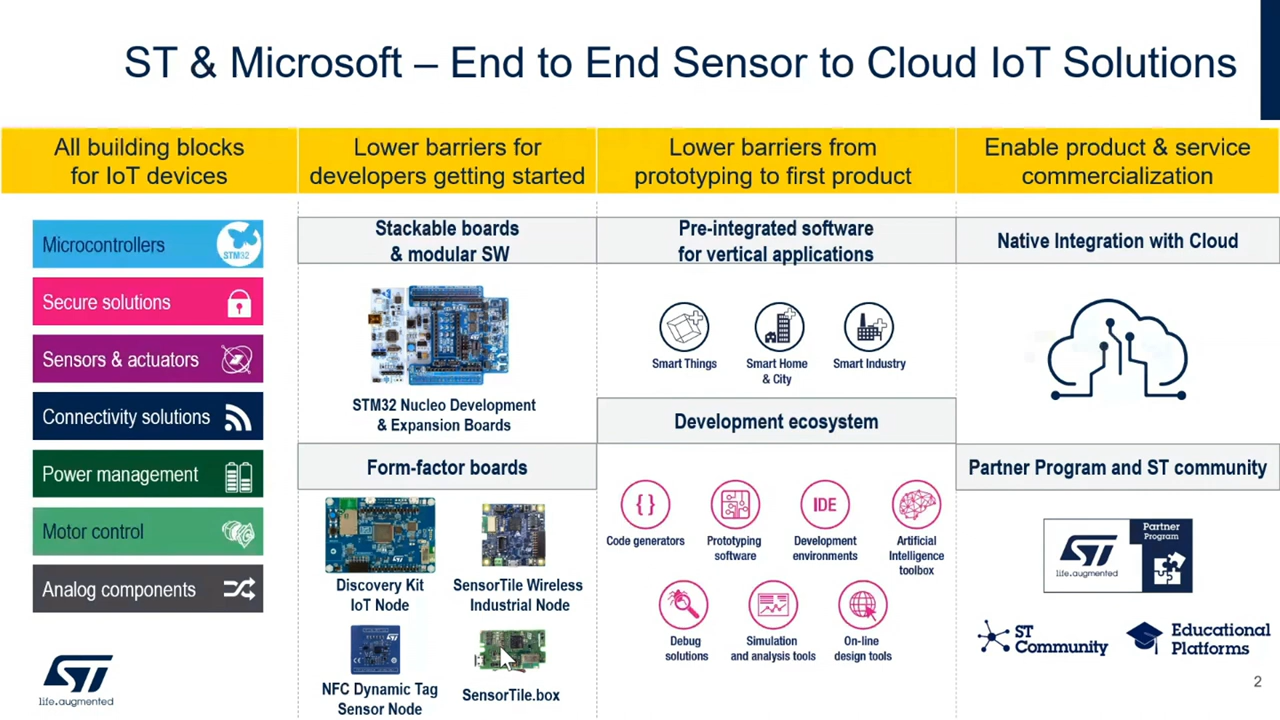 ST & Microsoft – End to End Sensor to Cloud IoT Solutions
All building blocks
for IoT devices
Lower barriers for
developers getting started
Lower barriers from
prototyping to first product
Enable product & service
commercialization
Microcontrollers
STM32
Secure solutions
Sensors & actuators
Connectivity solutions
Power management
Motor control
Analog components
Stackable boards
& modular SW
STM32 Nucleo Development
& Expansion Boards
Form-factor boards
Discovery Kit
IoT Node
SensorTile Wireless
Industrial Node
NFC Dynamic Tag
Sensor Node
SensorTile.box
Pre-integrated software
for vertical applications
Smart Things
Smart Home
& City
Smart Industry
Development ecosystem
{ }
Code generators
Prototyping
software
IDE
Development
environments
Artificial
Intelligence
toolbox
Debug
solutions
Simulation
and analysis tools
On-line
design tools
Native Integration with Cloud
Partner Program and ST community
ST
life.augmented
Partner
Program
ST
Community
Educational
Platforms
ST
life.augmented
2